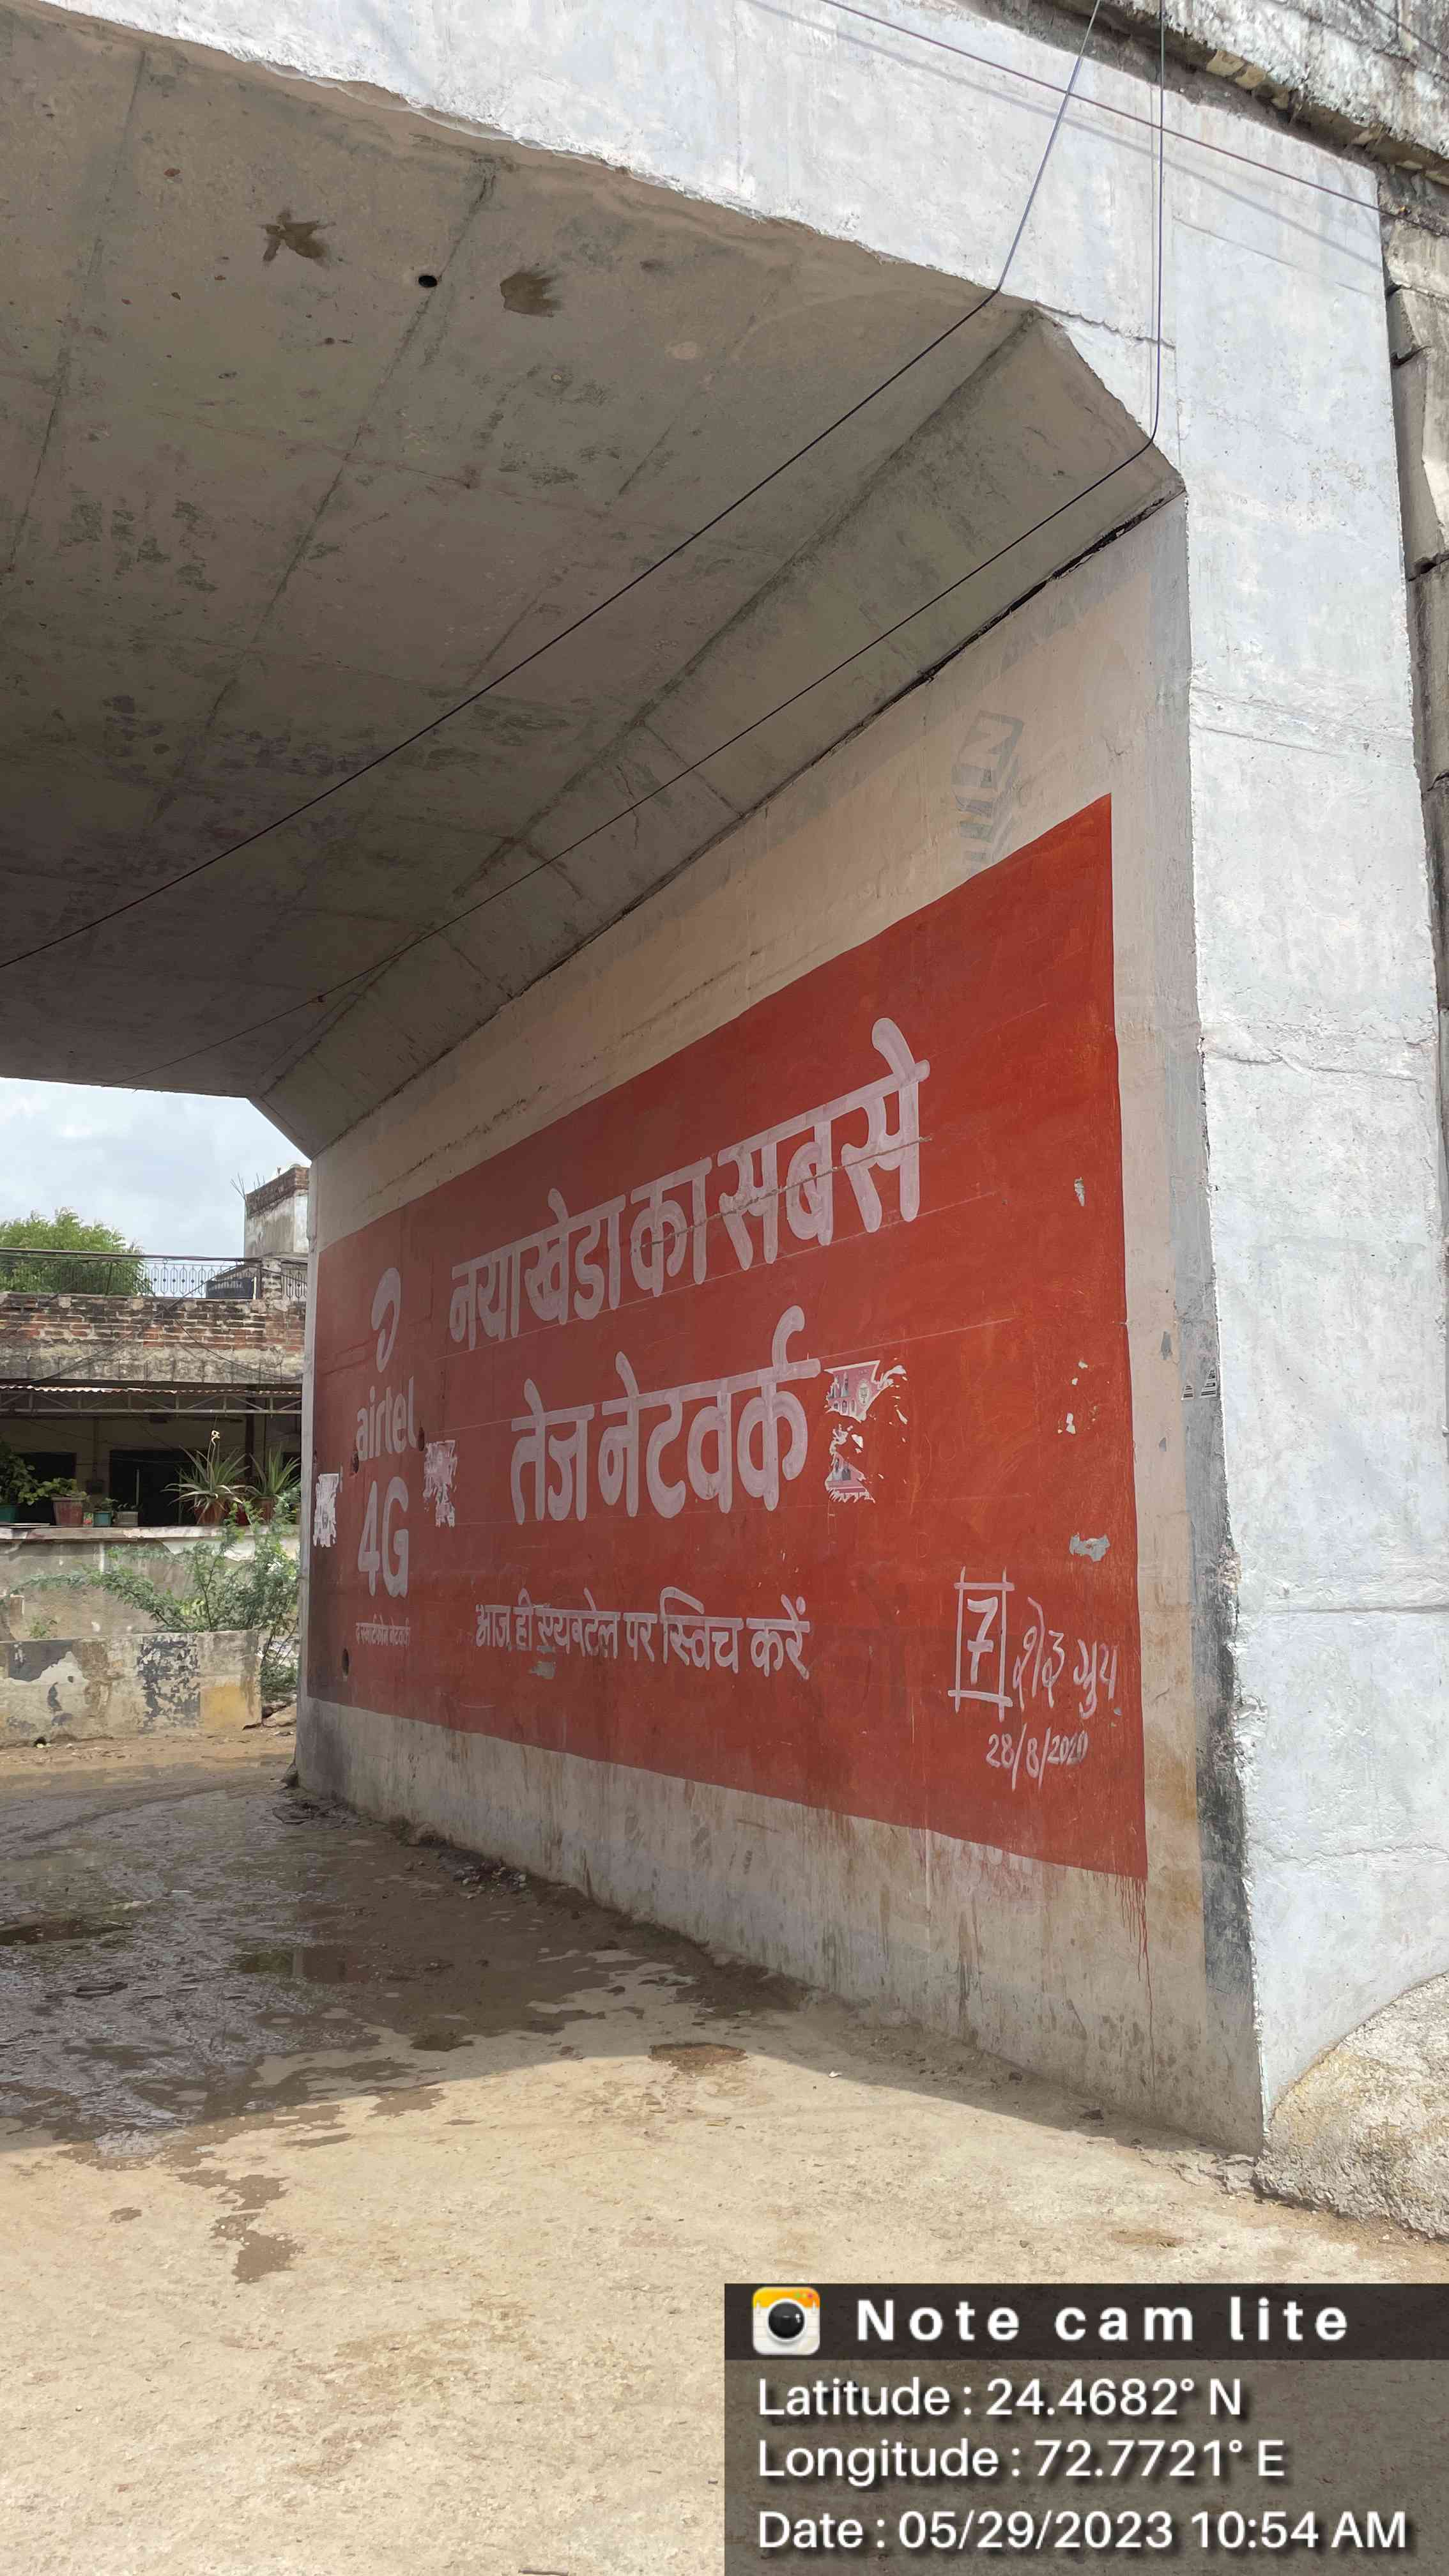 नयाखेडा का सबसे
तेज नेटवर्क
airtel
4G
आज ही एयरटेल पर स्विच करें
7
28/8/2020
Note cam lite
Latitude : 24.4682° N
Longitude : 72.7721° E
Date : 05/29/2023 10:54 AM